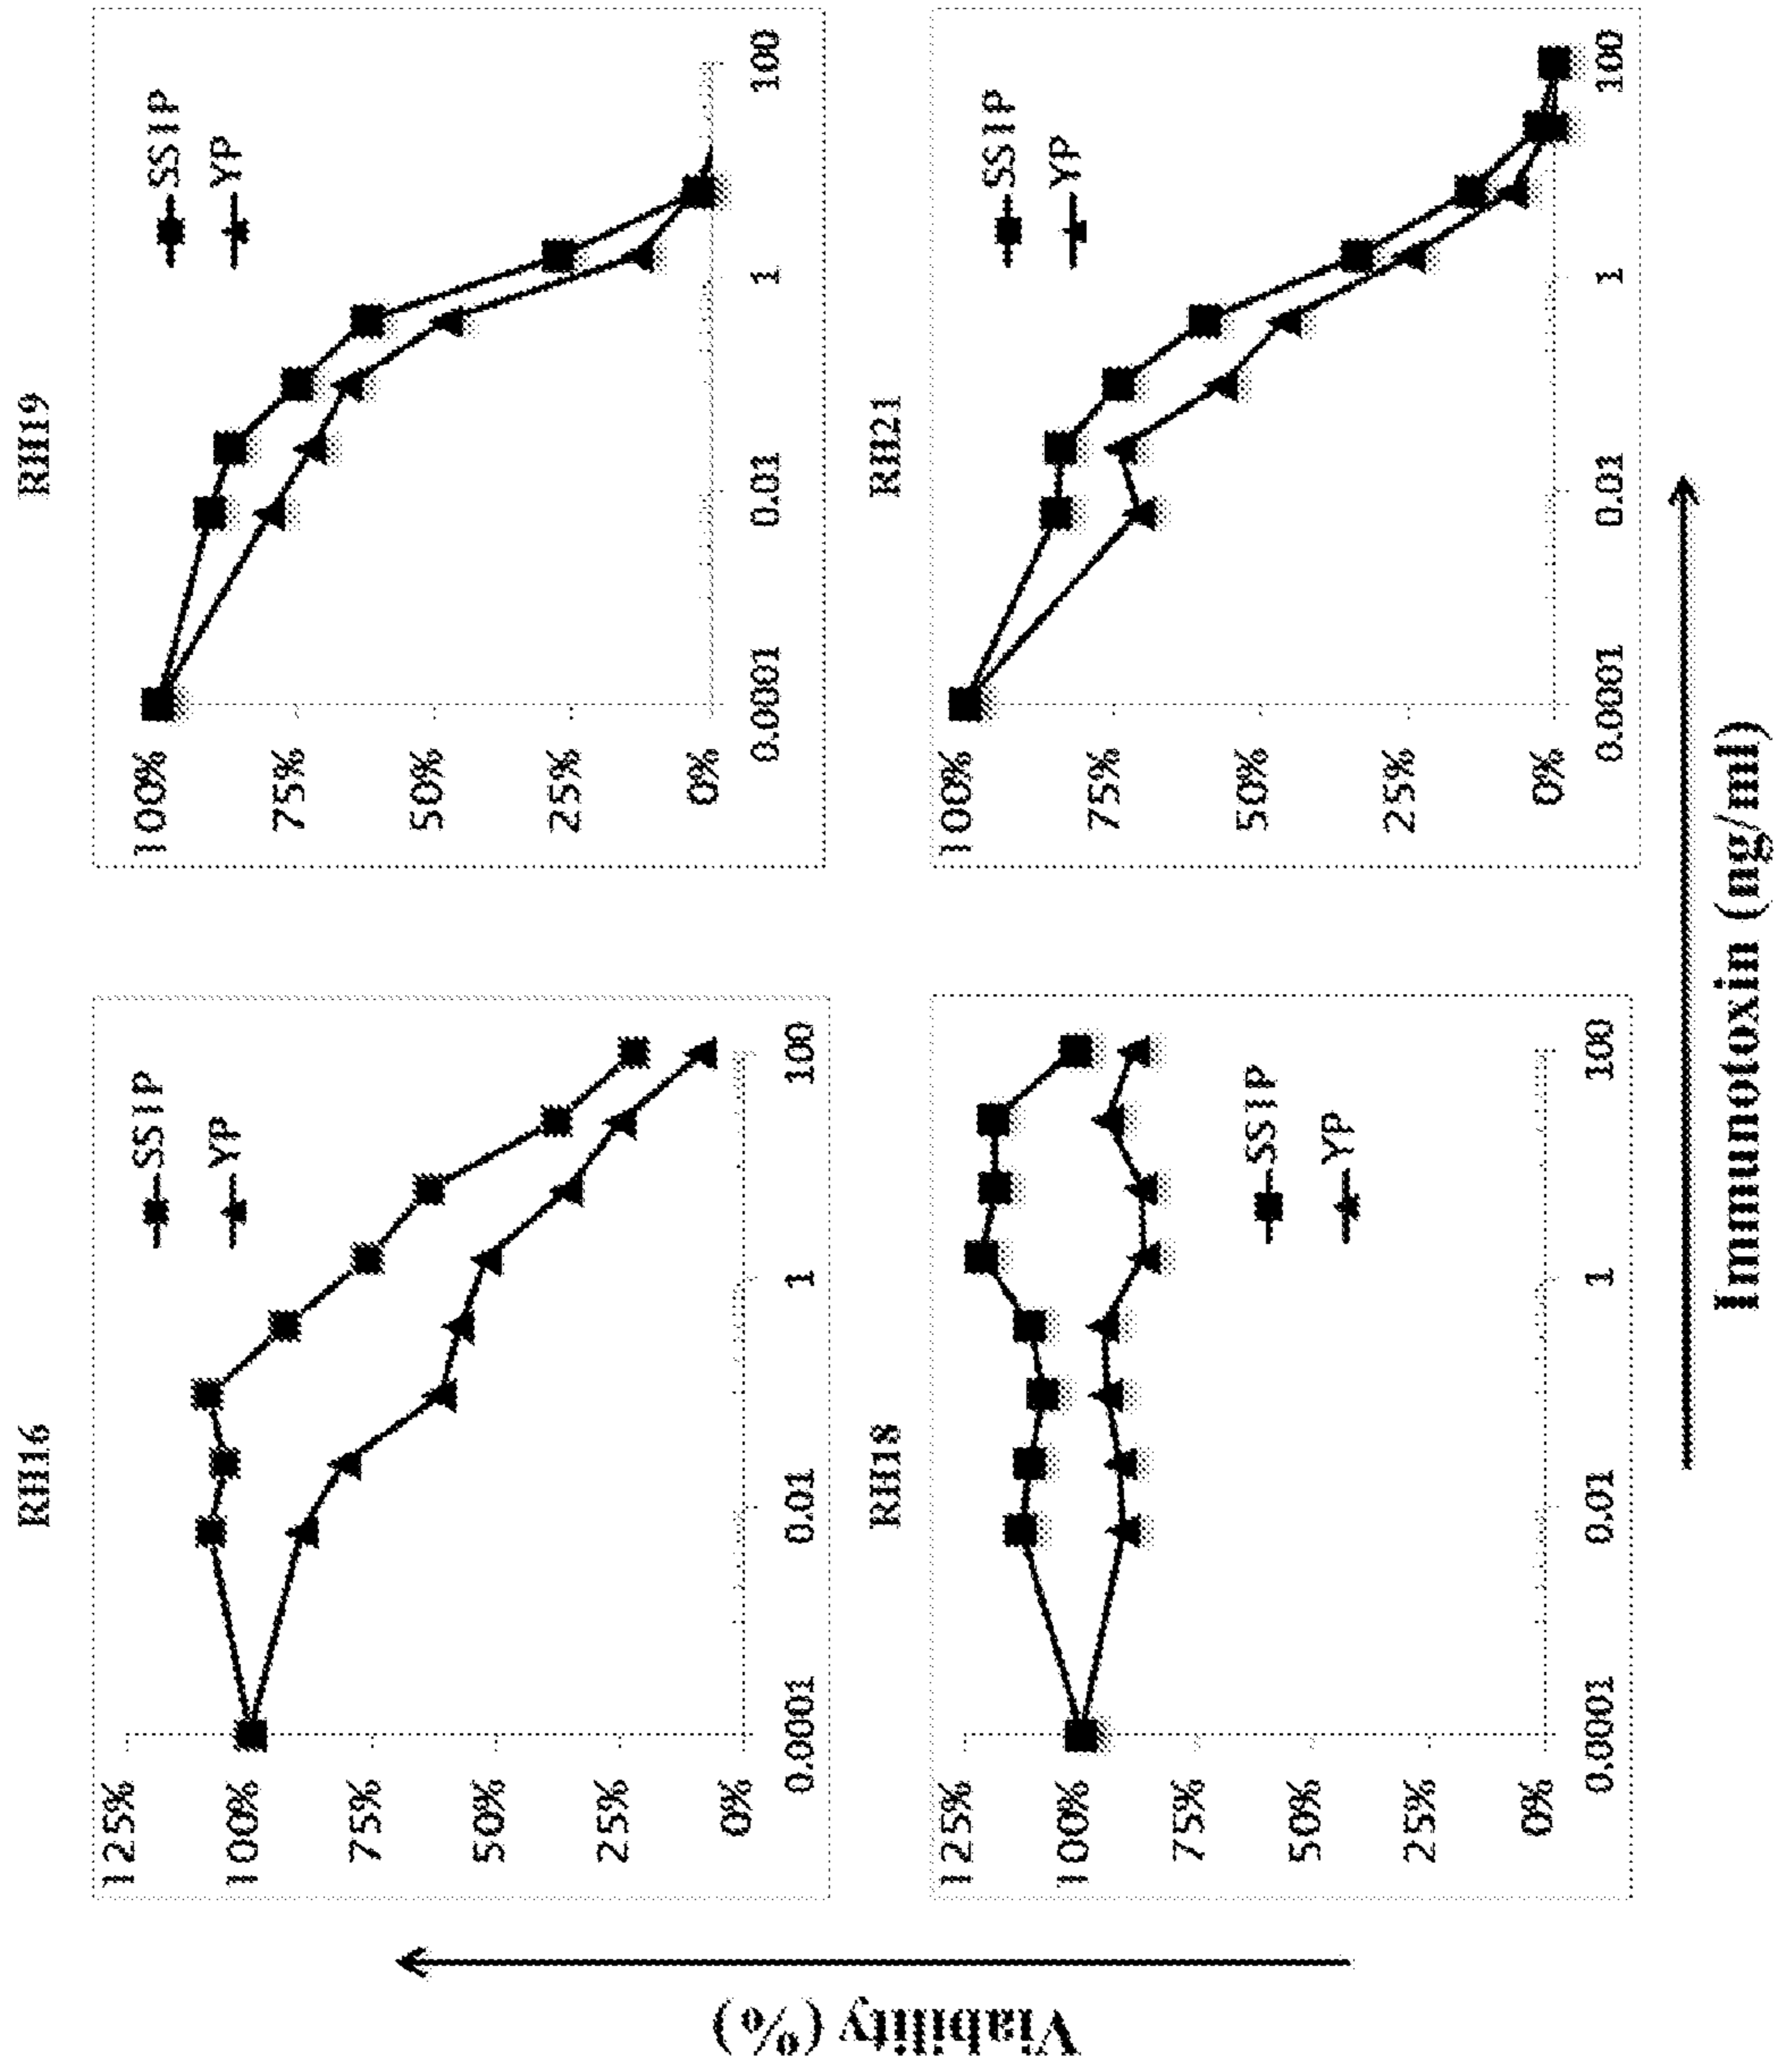 RH16
125%
100%
75%
50%
25%
0%
0.0001
0.01
1
100
SS1P
YP
RH19
100%
75%
50%
25%
0%
0.0001
0.01
1
100
SS1P
YP
RH18
125%
100%
75%
50%
25%
0%
0.0001
0.01
1
100
SS1P
YP
RH21
100%
75%
50%
25%
0%
0.0001
0.01
1
100
SS1P
YP
Viability (%)
Immunotoxin (ng/ml)